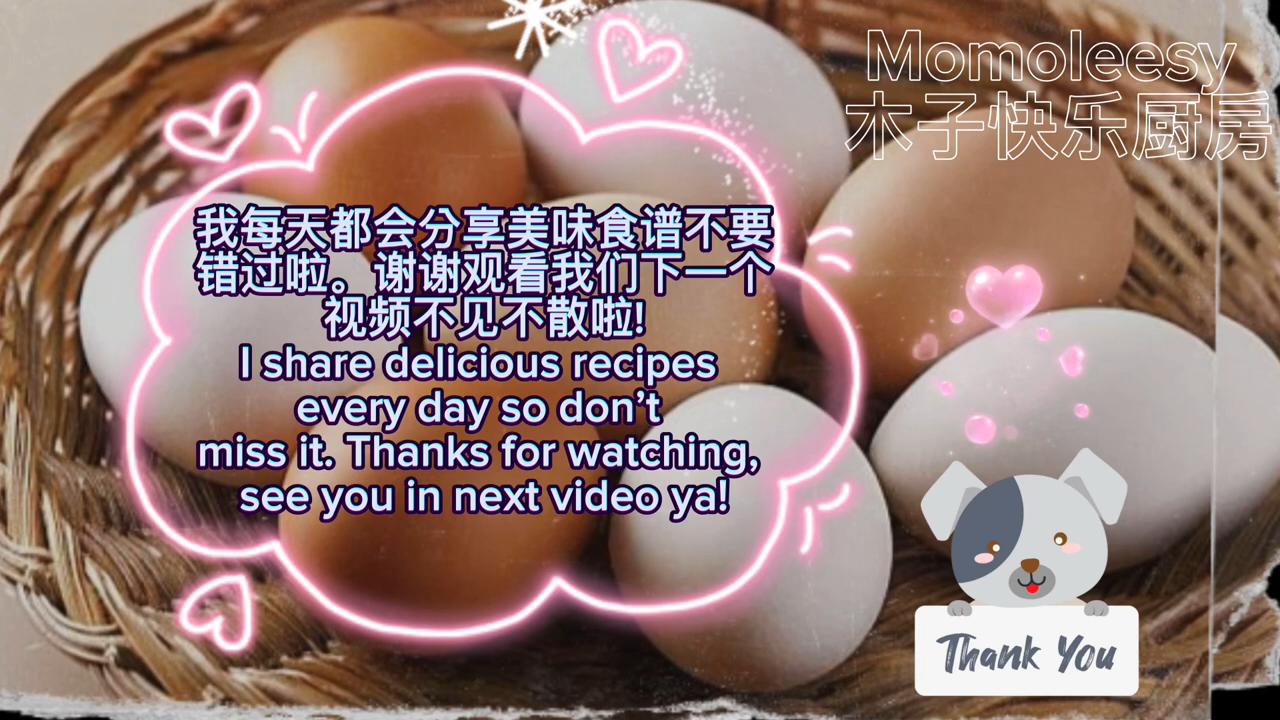 Momoleesy
木子快乐厨房
我每天都会分享美味食谱不要
错过啦。谢谢观看我们下一个
视频不见不散啦!
I share delicious recipes
every day so don’t
miss it. Thanks for watching,
see you in next video ya!
Thank You